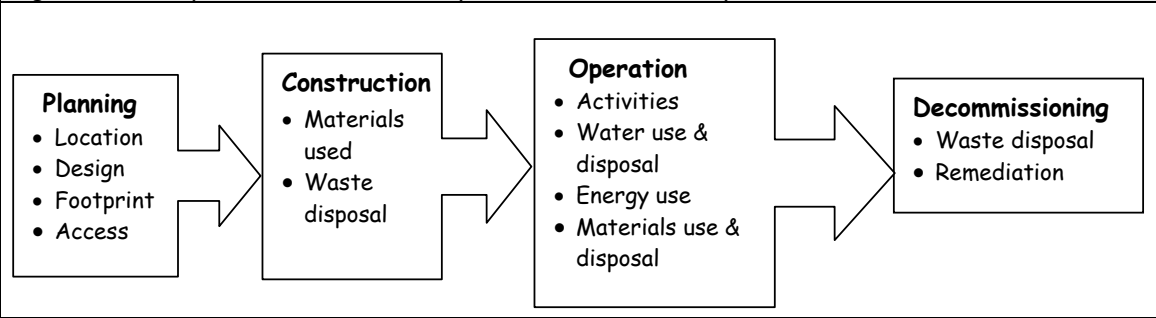 Planning
• Location
• Design
• Footprint
• Access
Construction
• Materials
used
• Waste
disposal
Operation
• Activities
• Water use &
disposal
• Energy use
• Materials use &
disposal
Decommissioning
• Waste disposal
• Remediation